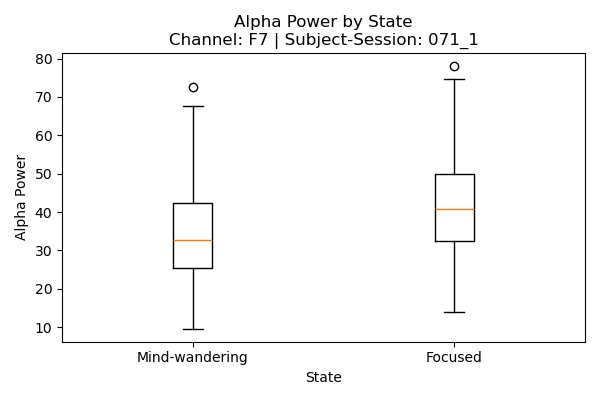 Alpha Power by State
Channel: F7 | Subject-Session: 071_1
Alpha Power
80
70
60
50
40
30
20
10
Mind-wandering
Focused
State